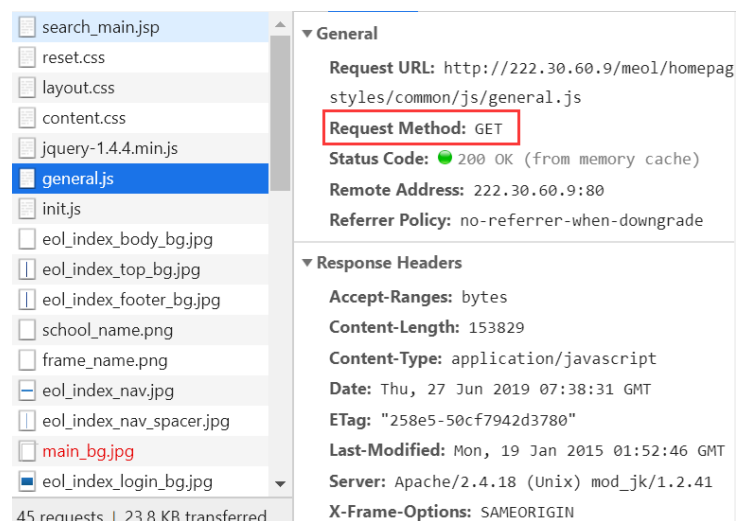 search_main.jsp
reset.css
layout.css
content.css
jquery-1.4.4.min.js
general.js
init.js
eol_index_body_bg.jpg
eol_index_top_bg.jpg
eol_index_footer_bg.jpg
school_name.png
frame_name.png
eol_index_nav.jpg
eol_index_nav_spacer.jpg
main_bg.jpg
eol_index_login_bg.jpg
45 requests | 23.8 KB transferred
General
Request URL: http://222.30.60.9/meol/homepag
styles/common/js/general.js
Request Method: GET
Status Code: 200 OK (from memory cache)
Remote Address: 222.30.60.9:80
Referrer Policy: no-referrer-when-downgrade
Response Headers
Accept-Ranges: bytes
Content-Length: 153829
Content-Type: application/javascript
Date: Thu, 27 Jun 2019 07:38:31 GMT
ETag: "258e5-50cf7942d3780"
Last-Modified: Mon, 19 Jan 2015 01:52:46 GMT
Server: Apache/2.4.18 (Unix) mod_jk/1.2.41
X-Frame-Options: SAMEORIGIN